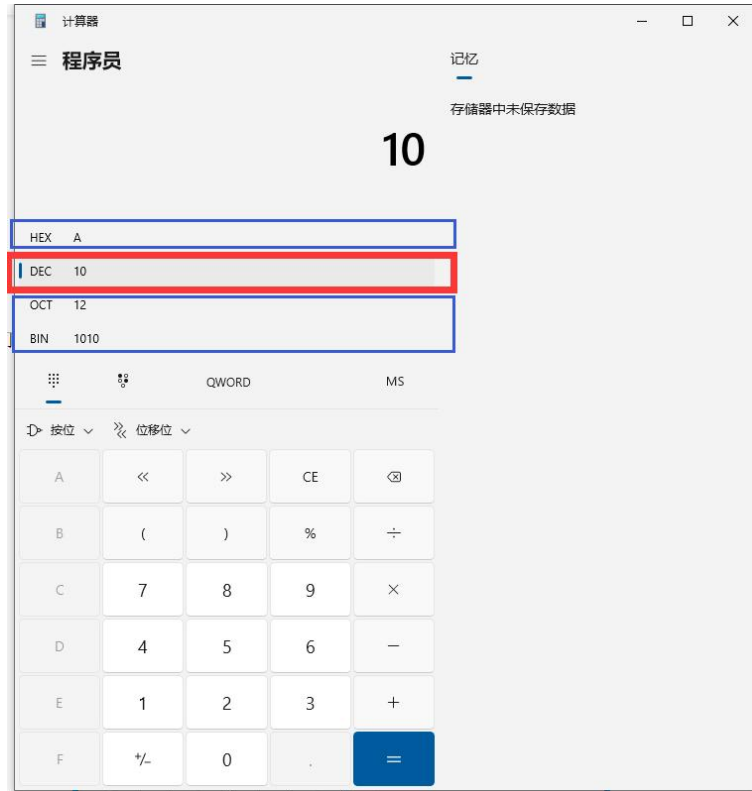 计算器
程序员
记忆
存储器中未保存数据
10
HEX A
DEC 10
OCT 12
BIN 1010
QWORD MS
按位 位移位
A << >> CE
B ( ) % ÷
C 7 8 9 ×
D 4 5 6 −
E 1 2 3 +
F +/− 0 . =